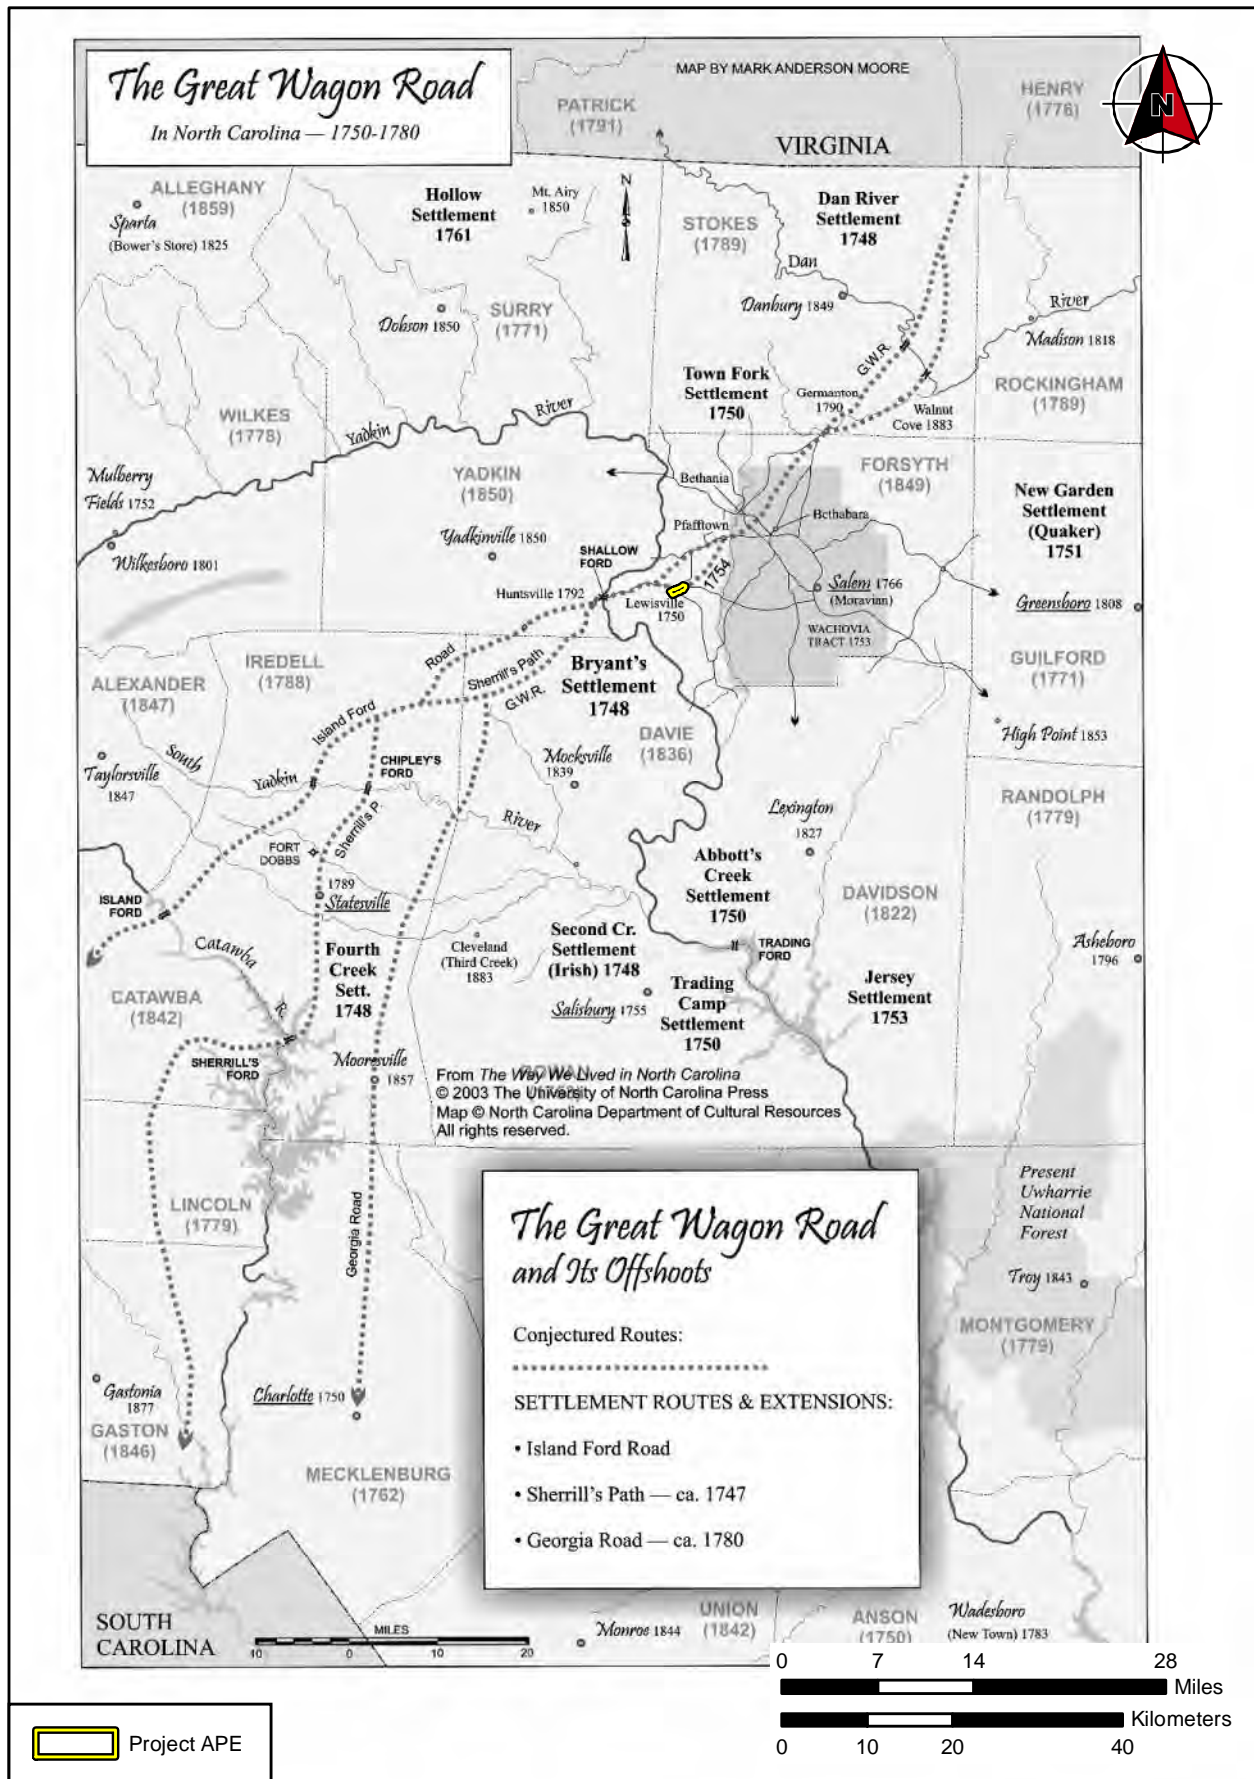 The Great Wagon Road
In North Carolina — 1750-1780
MAP BY MARK ANDERSON MOORE
PATRICK
(1791)
HENRY
(1776)
N
VIRGINIA
ALLEGHANY
(1859)
Sparta
(Bower's Store) 1825
Hollow
Settlement
1761
Mt. Airy
1850
N
STOKES
(1789)
Dan River
Settlement
1748
Dan
Danbury 1849
River
Madison 1818
Dobson 1850
SURRY
(1771)
G.W.R.
Town Fork
Settlement
1750
Germanton
1790
Walnut
Cove 1883
ROCKINGHAM
(1789)
WILKES
(1778)
Yadkin
River
Mulberry
Fields 1752
YADKIN
(1850)
Bethania
FORSYTH
(1849)
New Garden
Settlement
(Quaker)
1751
Pfafftown
Bethabara
Yadkinville 1850
Wilkesboro 1801
SHALLOW
FORD
1754
Huntsville 1792
Lewisville
1750
Salem 1766
(Moravian)
Greensboro 1808
WACHOVIA
TRACT 1753
IREDELL
(1788)
Road
Sherrill's Path
G.W.R.
Bryant's
Settlement
1748
GUILFORD
(1771)
ALEXANDER
(1847)
Island Ford
DAVIE
(1836)
High Point 1853
South
Yadkin
River
Taylorsville
1847
CHIPLEY'S
FORD
Mocksville
1839
Sherrill's P.
RANDOLPH
(1779)
Lexington
1827
FORT
DOBBS
Abbott's
Creek
Settlement
1750
1789
Statesville
DAVIDSON
(1822)
ISLAND
FORD
Catawba
R.
Fourth
Creek
Sett.
1748
Cleveland
(Third Creek)
1883
Second Cr.
Settlement
(Irish) 1748
TRADING
FORD
Asheboro
1796
CATAWBA
(1842)
Salisbury 1755
Trading
Camp
Settlement
1750
Jersey
Settlement
1753
SHERRILL'S
FORD
Mooresville
1857
ROWAN
From The Way We Lived in North Carolina
© 2003 The University of North Carolina Press
Map © North Carolina Department of Cultural Resources
All rights reserved.
LINCOLN
(1779)
Georgia Road
Present
Uwharrie
National
Forest
Troy 1843
MONTGOMERY
(1779)
The Great Wagon Road
and Its Offshoots
Conjectured Routes:
SETTLEMENT ROUTES & EXTENSIONS:
• Island Ford Road
• Sherrill's Path — ca. 1747
• Georgia Road — ca. 1780
Gastonia
1877
GASTON
(1846)
Charlotte 1750
MECKLENBURG
(1762)
SOUTH
CAROLINA
MILES
10 0 10 20
Monroe 1844
UNION
(1842)
ANSON
(1750)
Wadesboro
(New Town) 1783
0 7 14 28
Miles
Kilometers
0 10 20 40
Project APE